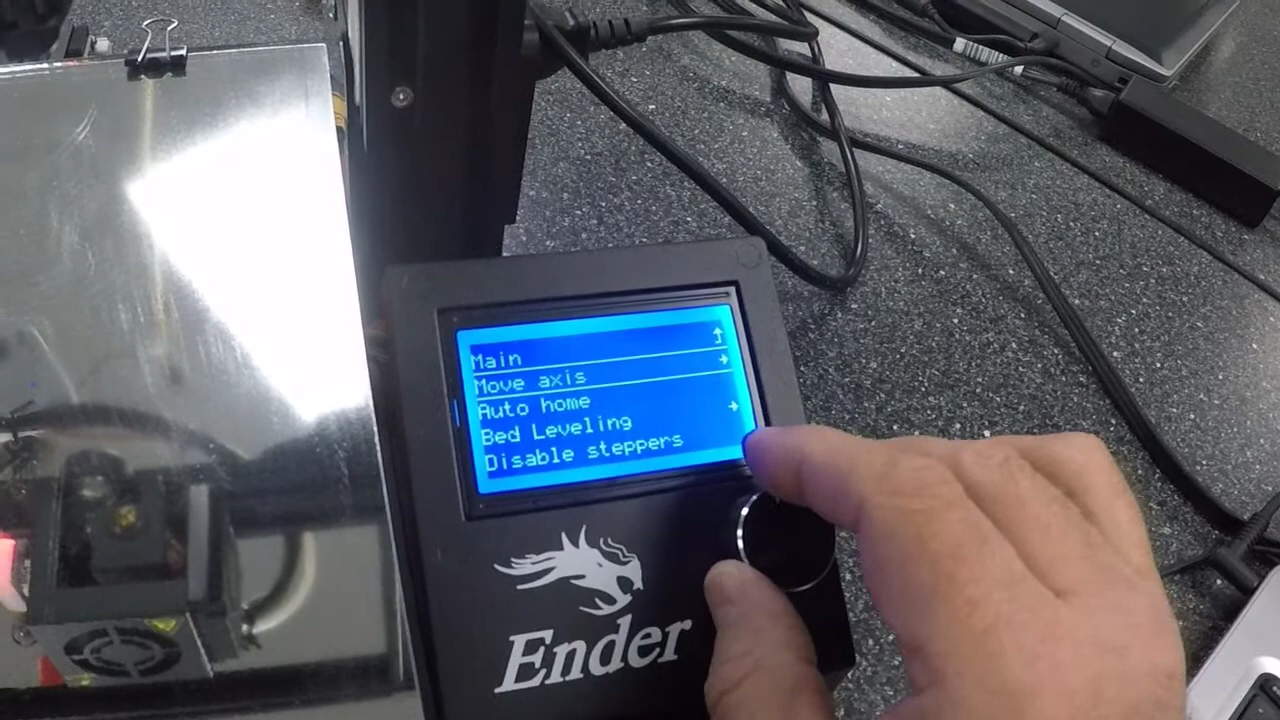 Main
Move axis
Auto home
Bed Leveling
Disable steppers
Ender